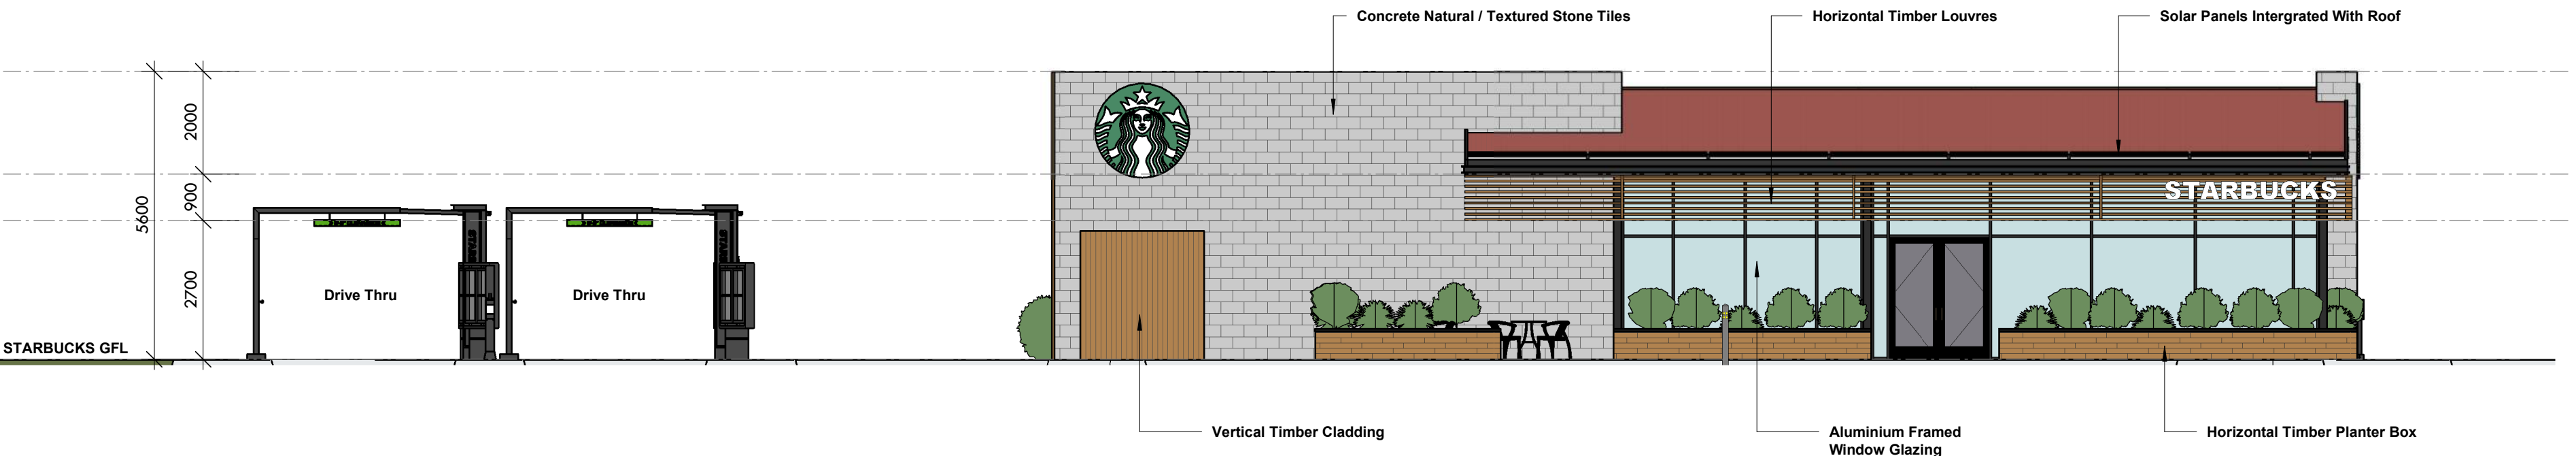 Concrete Natural / Textured Stone Tiles
Horizontal Timber Louvres
Solar Panels Intergrated With Roof
2000
900
5600
2700
STARBUCKS
Drive Thru
Drive Thru
STARBUCKS GFL
Vertical Timber Cladding
Aluminium Framed
Window Glazing
Horizontal Timber Planter Box